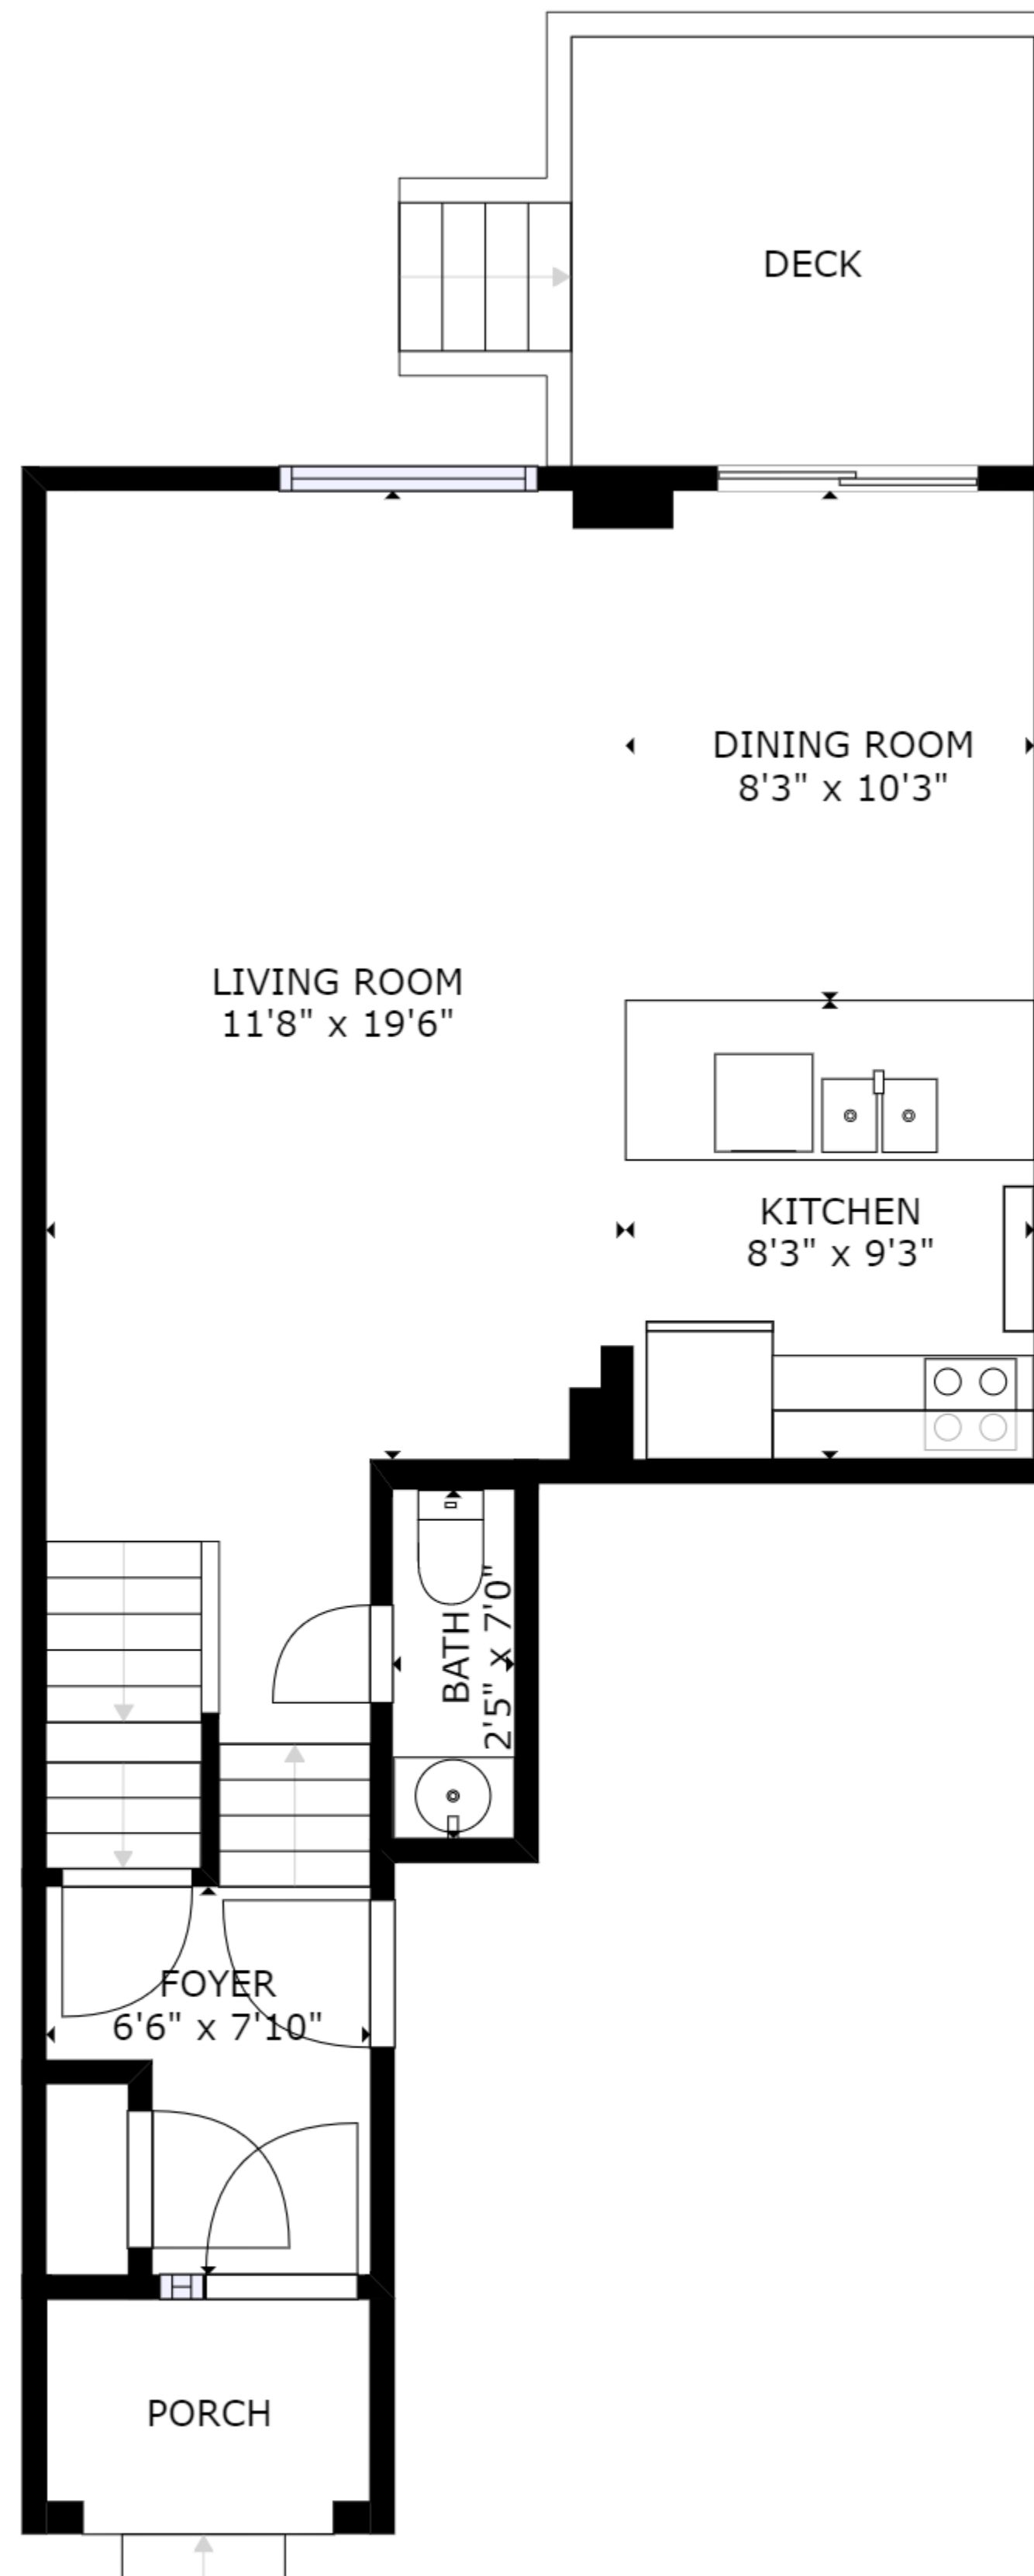 DECK
DINING ROOM
8'3" x 10'3"
LIVING ROOM
11'8" x 19'6"
KITCHEN
8'3" x 9'3"
BATH
2'5" x 7'0"
FOYER
6'6" x 7'10"
PORCH